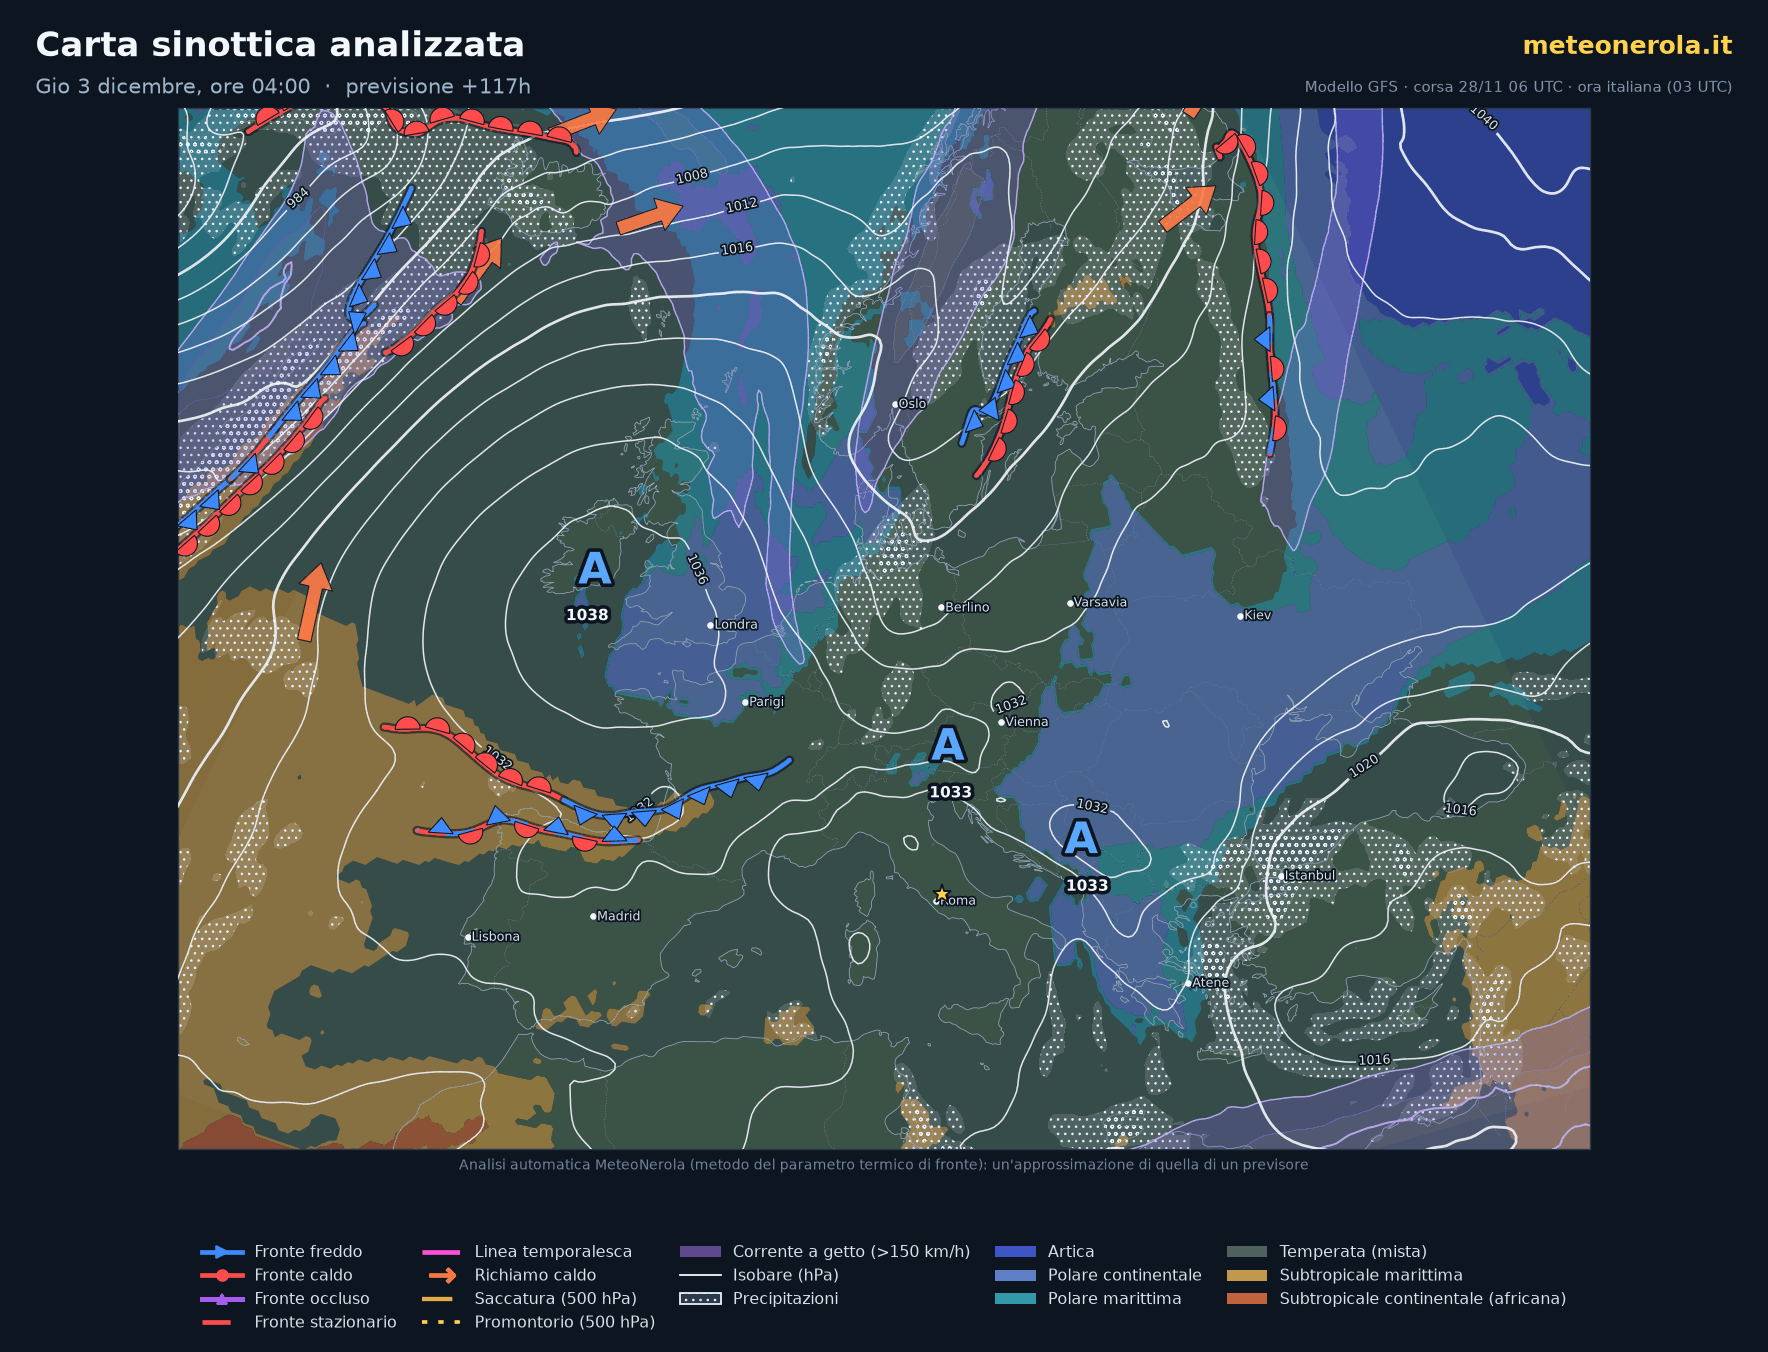 Carta sinottica analizzata
meteonerola.it
Gio 3 dicembre, ore 04:00 · previsione +117h
Modello GFS · corsa 28/11 06 UTC · ora italiana (03 UTC)
1040
984
1008
1012
1016
Oslo
A
1038
1036
Londra
Berlino
Varsavia
Kiev
Parigi
1032
Vienna
A
1033
1032
1020
1016
1032
A
1033
Istanbul
Roma
Madrid
Lisbona
Atene
1016
Analisi automatica MeteoNerola (metodo del parametro termico di fronte): un'approssimazione di quella di un previsore
Fronte freddo
Fronte caldo
Fronte occluso
Fronte stazionario
Linea temporalesca
Richiamo caldo
Saccatura (500 hPa)
Promontorio (500 hPa)
Corrente a getto (>150 km/h)
Isobare (hPa)
Precipitazioni
Artica
Polare continentale
Polare marittima
Temperata (mista)
Subtropicale marittima
Subtropicale continentale (africana)